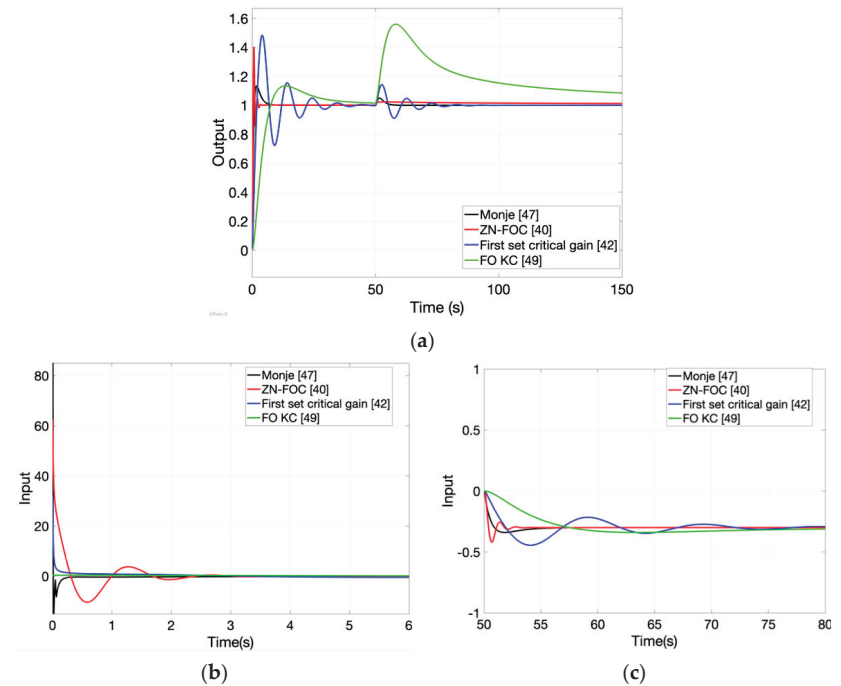 1.6
1.4
1.2
1
0.8
0.6
0.4
0.2
0
Output
Monje [47]
ZN-FOC [40]
First set critical gain [42]
FO KC [49]
0 50 100 150
Time (s)
(a)
80
60
40
20
0
Input
Monje [47]
ZN-FOC [40]
First set critical gain [42]
FO KC [49]
0 1 2 3 4 5 6
Time(s)
(b)
1
0.5
0
-0.5
-1
Input
Monje [47]
ZN-FOC [40]
First set critical gain [42]
FO KC [49]
50 55 60 65 70 75 80
Time(s)
(c)